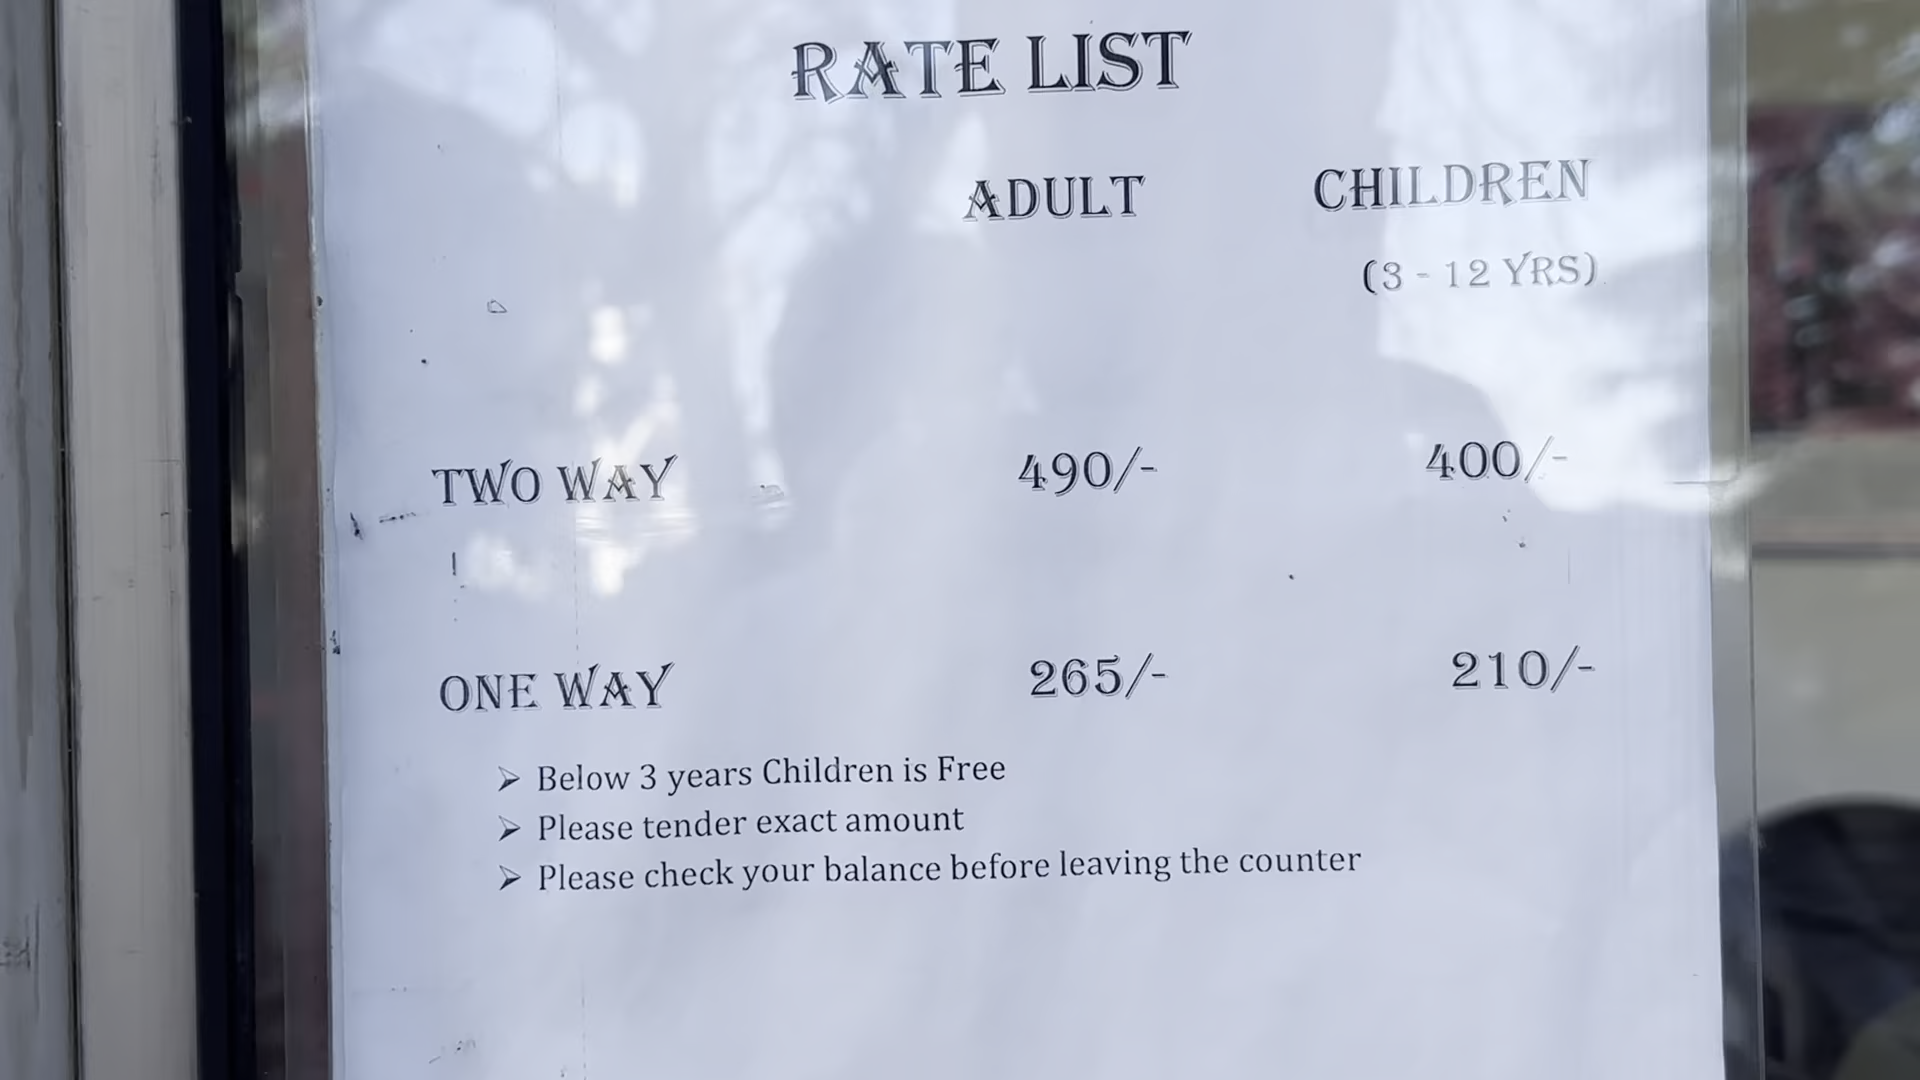 RATE LIST
ADULT CHILDREN
(3 - 12 YRS)
TWO WAY 490/- 400/-
ONE WAY 265/- 210/-
➢ Below 3 years Children is Free
➢ Please tender exact amount
➢ Please check your balance before leaving the counter